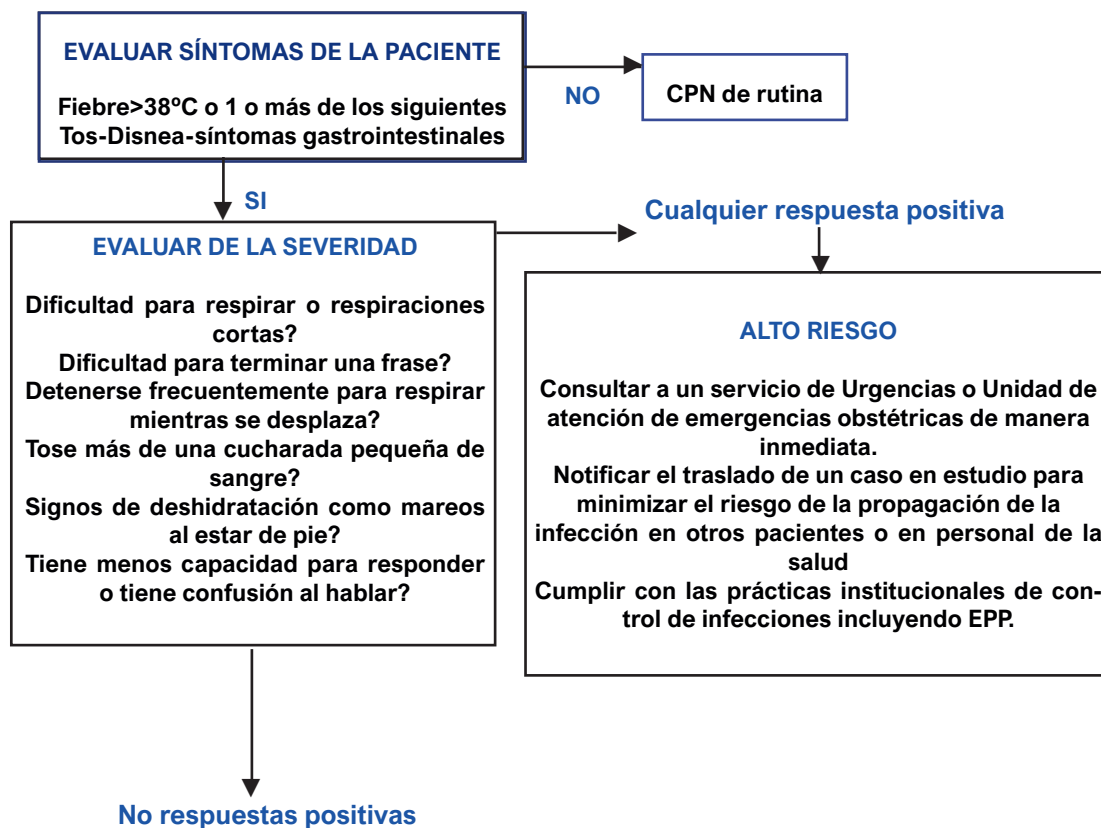 EVALUAR SÍNTOMAS DE LA PACIENTE
Fiebre>38ºC o 1 o más de los siguientes
Tos-Disnea-síntomas gastrointestinales
NO
CPN de rutina
SI
EVALUAR DE LA SEVERIDAD
Dificultad para respirar o respiraciones
cortas?
Dificultad para terminar una frase?
Detenerse frecuentemente para respirar
mientras se desplaza?
Tose más de una cucharada pequeña de
sangre?
Signos de deshidratación como mareos
al estar de pie?
Tiene menos capacidad para responder
o tiene confusión al hablar?
Cualquier respuesta positiva
ALTO RIESGO
Consultar a un servicio de Urgencias o Unidad de
atención de emergencias obstétricas de manera
inmediata.
Notificar el traslado de un caso en estudio para
minimizar el riesgo de la propagación de la
infección en otros pacientes o en personal de la
salud
Cumplir con las prácticas institucionales de con-
trol de infecciones incluyendo EPP.
No respuestas positivas